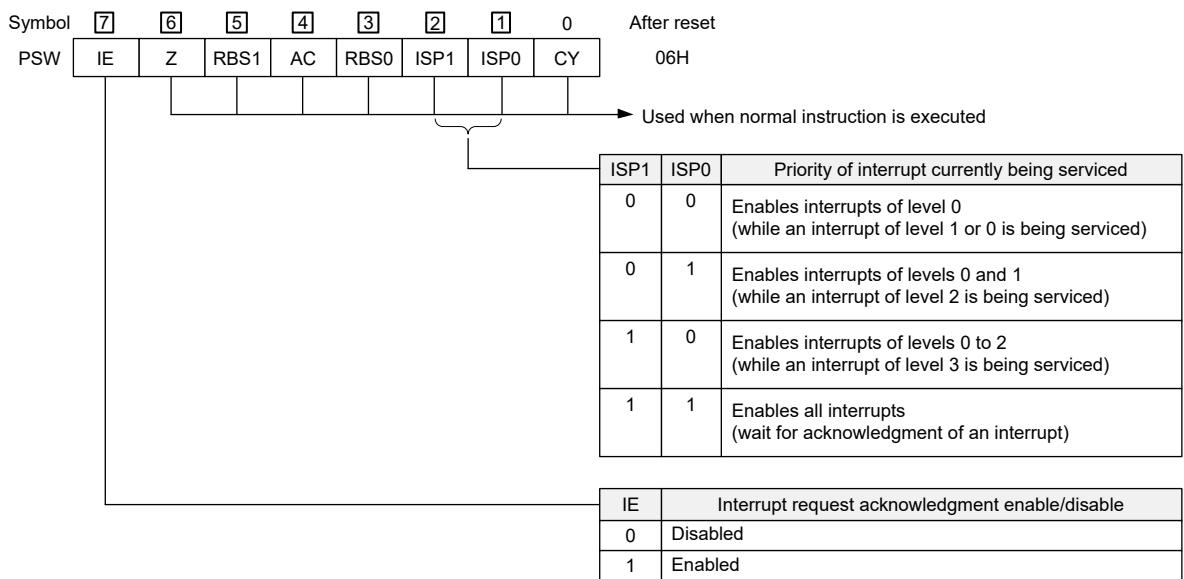 Symbol 7 6 5 4 3 2 1 0 After reset
PSW IE Z RBS1 AC RBS0 ISP1 ISP0 CY 06H
Used when normal instruction is executed
ISP1 ISP0 Priority of interrupt currently being serviced
0 0 Enables interrupts of level 0
(while an interrupt of level 1 or 0 is being serviced)
0 1 Enables interrupts of levels 0 and 1
(while an interrupt of level 2 is being serviced)
1 0 Enables interrupts of levels 0 to 2
(while an interrupt of level 3 is being serviced)
1 1 Enables all interrupts
(wait for acknowledgment of an interrupt)
IE Interrupt request acknowledgment enable/disable
0 Disabled
1 Enabled